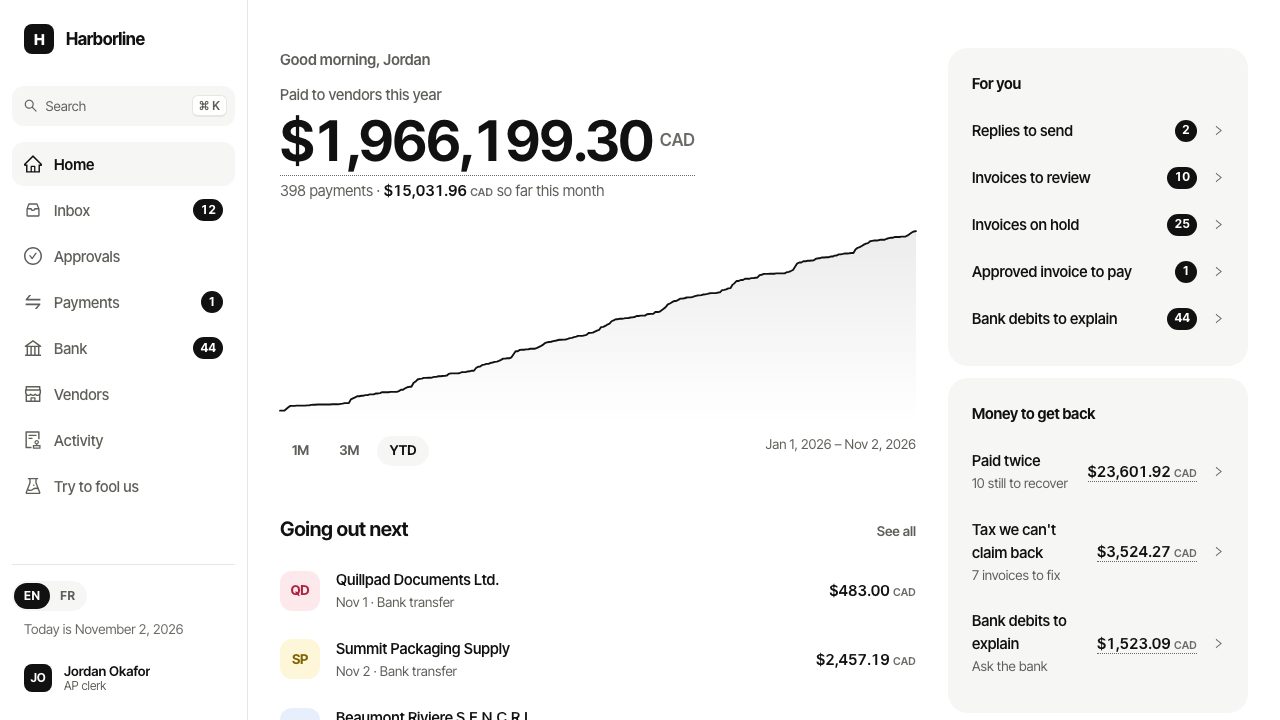 H Harborline
Search ⌘ K
Home
Inbox 12
Approvals
Payments 1
Bank 44
Vendors
Activity
Try to fool us
EN FR
Today is November 2, 2026
JO Jordan Okafor
AP clerk
Good morning, Jordan
Paid to vendors this year
$1,966,199.30 CAD
398 payments · $15,031.96 CAD so far this month
1M 3M YTD
Jan 1, 2026 – Nov 2, 2026
Going out next See all
QD Quillpad Documents Ltd.
Nov 1 · Bank transfer
$483.00 CAD
SP Summit Packaging Supply
Nov 2 · Bank transfer
$2,457.19 CAD
Beaumont Riviere S.E.N.C.R.L.
For you
Replies to send 2
Invoices to review 10
Invoices on hold 25
Approved invoice to pay 1
Bank debits to explain 44
Money to get back
Paid twice
10 still to recover
$23,601.92 CAD
Tax we can't
claim back
7 invoices to fix
$3,524.27 CAD
Bank debits to
explain
Ask the bank
$1,523.09 CAD